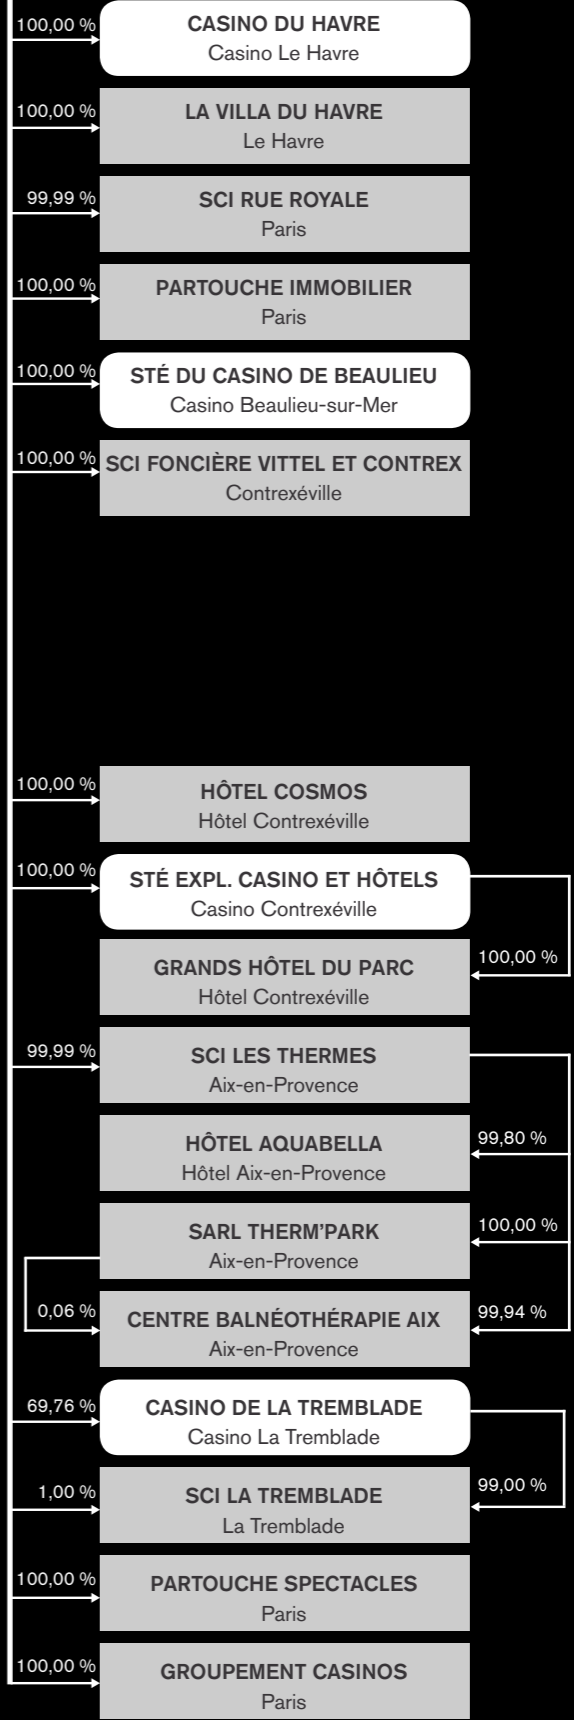 100,00 %
CASINO DU HAVRE
Casino Le Havre
100,00 %
LA VILLA DU HAVRE
Le Havre
99,99 %
SCI RUE ROYALE
Paris
100,00 %
PARTOUCHE IMMOBILIER
Paris
100,00 %
STÉ DU CASINO DE BEAULIEU
Casino Beaulieu-sur-Mer
100,00 %
SCI FONCIÈRE VITTEL ET CONTREX
Contrexéville
100,00 %
HÔTEL COSMOS
Hôtel Contrexéville
100,00 %
STÉ EXPL. CASINO ET HÔTELS
Casino Contrexéville
100,00 %
GRANDS HÔTEL DU PARC
Hôtel Contrexéville
99,99 %
SCI LES THERMES
Aix-en-Provence
99,80 %
HÔTEL AQUABELLA
Hôtel Aix-en-Provence
100,00 %
SARL THERM'PARK
Aix-en-Provence
0,06 %
CENTRE BALNÉOTHÉRAPIE AIX
99,94 %
Aix-en-Provence
69,76 %
CASINO DE LA TREMBLADE
Casino La Tremblade
1,00 %
SCI LA TREMBLADE
99,00 %
La Tremblade
100,00 %
PARTOUCHE SPECTACLES
Paris
100,00 %
GROUPEMENT CASINOS
Paris